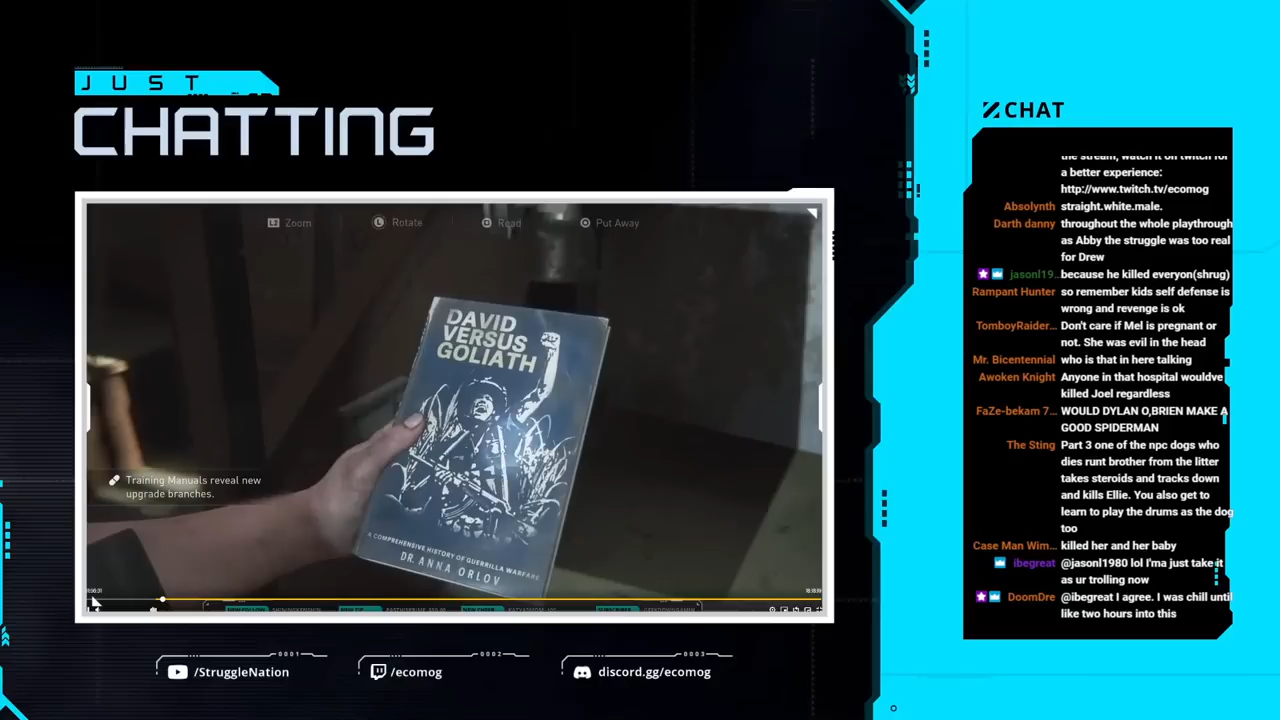 JUST
CHATTING
L2 Zoom
L Rotate
Read
Put Away
DAVID
VERSUS
GOLIATH
A COMPREHENSIVE HISTORY OF GUERRILLA WARFARE
DR. ANNA ORLOV
Training Manuals reveal new
upgrade branches.
0001
/StruggleNation
0002
/ecomog
0003
discord.gg/ecomog
CHAT
the stream, watch it on twitch for
a better experience:
http://www.twitch.tv/ecomog
Absolynth straight.white.male.
Darth danny throughout the whole playthrough
as Abby the struggle was too real
for Drew
jasonl19… because he killed everyon(shrug)
Rampant Hunter so remember kids self defense is
wrong and revenge is ok
TomboyRaider… Don't care if Mel is pregnant or
not. She was evil in the head
Mr. Bicentennial who is that in here talking
Awoken Knight Anyone in that hospital wouldve
killed Joel regardless
FaZe-bekam 7… WOULD DYLAN O,BRIEN MAKE A
GOOD SPIDERMAN
The Sting Part 3 one of the npc dogs who
dies runt brother from the litter
takes steroids and tracks down
and kills Ellie. You also get to
learn to play the drums as the dog
too
Case Man Wim… killed her and her baby
ibegreat @jasonl1980 lol I'ma just take it
as ur trolling now
DoomDre @ibegreat I agree. I was chill until
like two hours into this